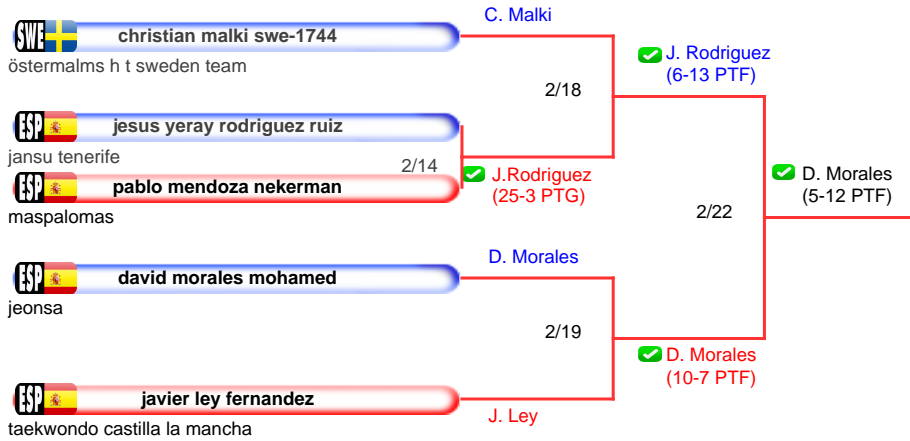 C. Malki
SWE christian malki swe-1744
östermalms h t sweden team
J. Rodriguez
(6-13 PTF)
2/18
ESP jesus yeray rodriguez ruiz
jansu tenerife
2/14
J.Rodriguez
(25-3 PTG)
ESP pablo mendoza nekerman
maspalomas
D. Morales
(5-12 PTF)
2/22
D. Morales
ESP david morales mohamed
jeonsa
2/19
D. Morales
(10-7 PTF)
ESP javier ley fernandez
J. Ley
taekwondo castilla la mancha